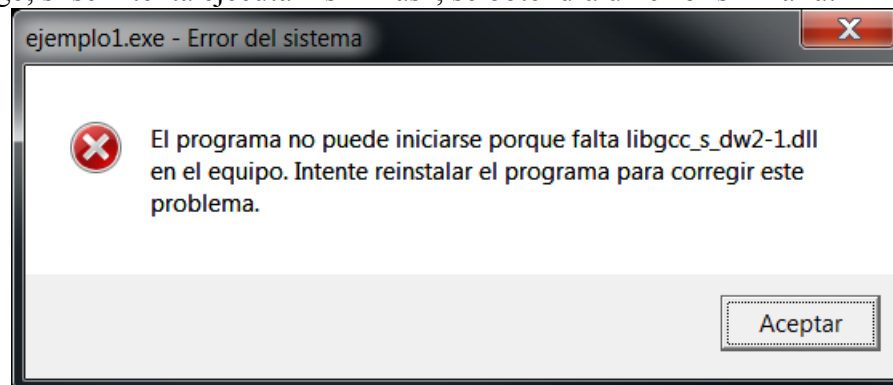 ejemplo1.exe - Error del sistema
El programa no puede iniciarse porque falta libgcc_s_dw2-1.dll
en el equipo. Intente reinstalar el programa para corregir este
problema.
Aceptar